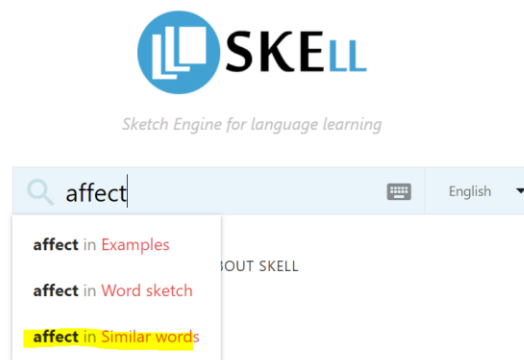 SKELL
Sketch Engine for language learning
affect English
affect in Examples
BOUT SKELL
affect in Word sketch
affect in Similar words